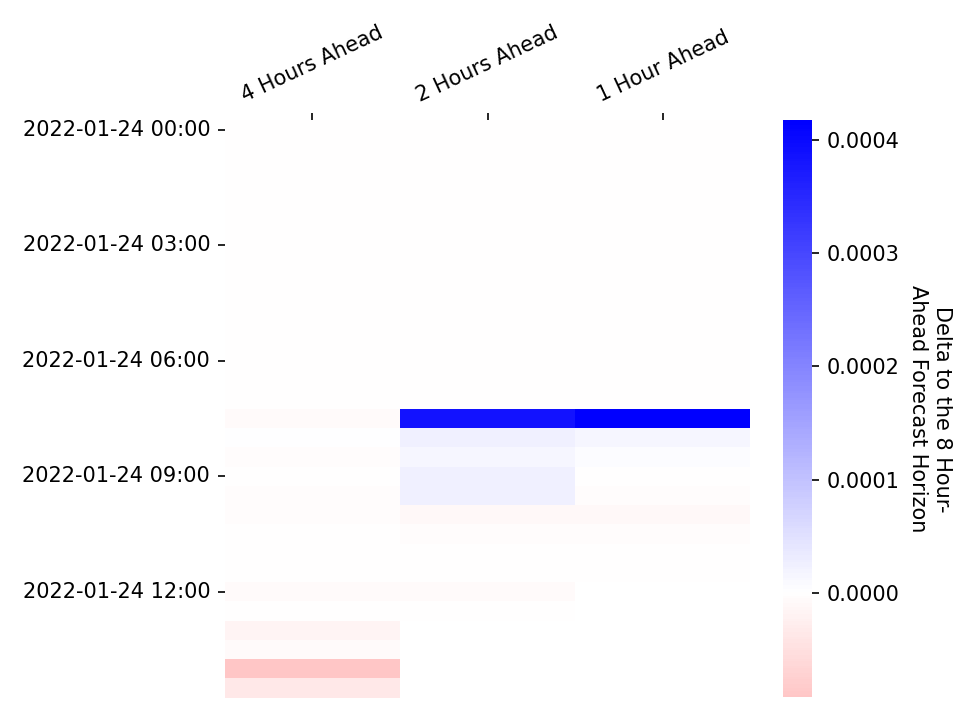 4 Hours Ahead
2 Hours Ahead
1 Hour Ahead
2022-01-24 00:00
2022-01-24 03:00
2022-01-24 06:00
2022-01-24 09:00
2022-01-24 12:00
0.0004
0.0003
0.0002
0.0001
0.0000
Delta to the 8 Hour-
Ahead Forecast Horizon